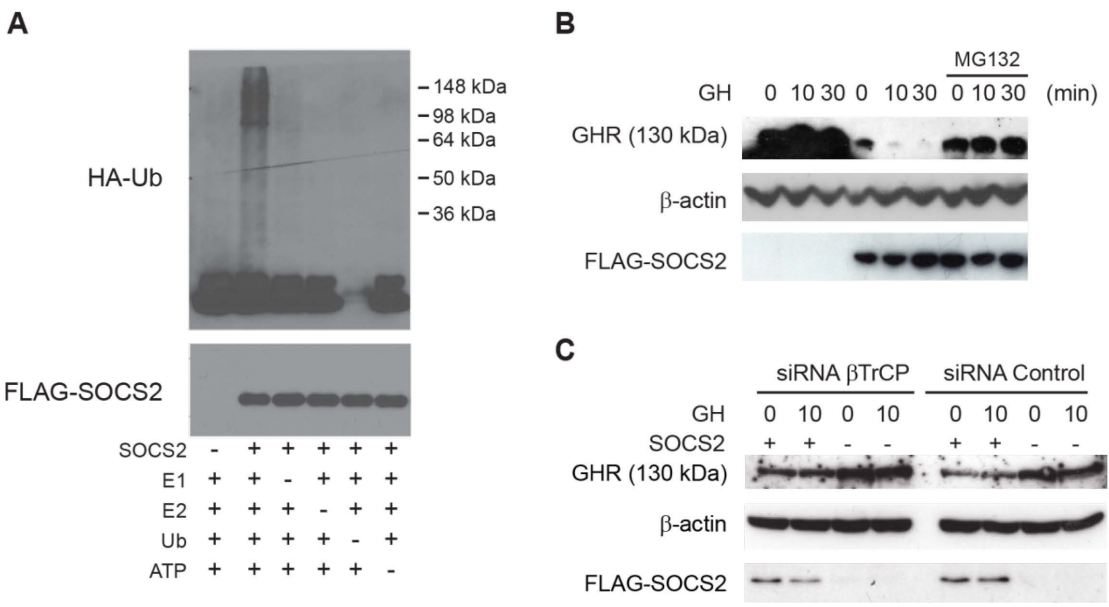 A
HA-Ub
148 kDa
98 kDa
64 kDa
50 kDa
36 kDa
FLAG-SOCS2
SOCS2 - + + + + +
E1 + + - + + +
E2 + + + - + +
Ub + + + + - +
ATP + + + + + -
B
MG132
GH 0 10 30 0 10 30 0 10 30 (min)
GHR (130 kDa)
β-actin
FLAG-SOCS2
C
siRNA βTrCP siRNA Control
GH 0 10 0 10 0 10 0 10
SOCS2 + + - - + + - -
GHR (130 kDa)
β-actin
FLAG-SOCS2